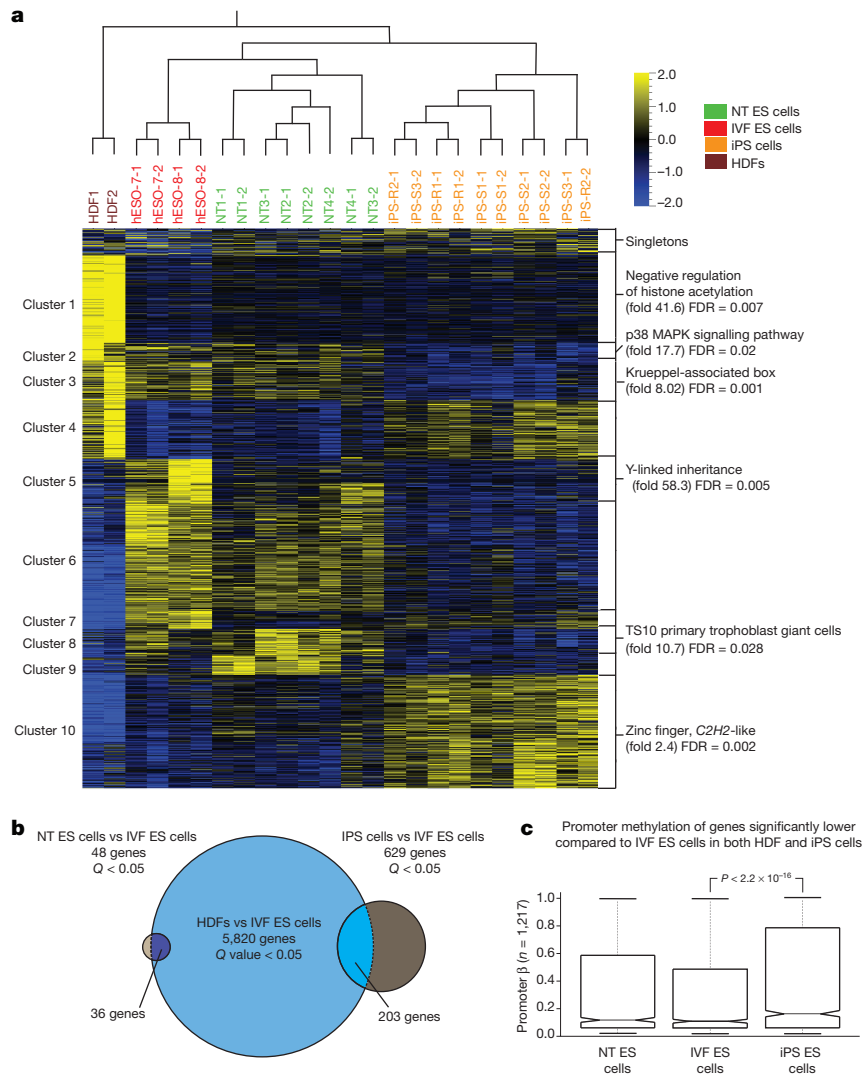 a
2.0
1.0
0.0
−1.0
−2.0
NT ES cells
IVF ES cells
iPS cells
HDFs
HDF1
HDF2
hESO-7-1
hESO-7-2
hESO-8-1
hESO-8-2
NT1-1
NT1-2
NT3-1
NT2-1
NT2-2
NT4-2
NT4-1
NT3-2
iPS-R2-1
iPS-S3-2
iPS-R1-1
iPS-R1-2
iPS-S1-1
iPS-S1-2
iPS-S2-1
iPS-S2-2
iPS-S3-1
iPS-R2-2
Cluster 1
Cluster 2
Cluster 3
Cluster 4
Cluster 5
Cluster 6
Cluster 7
Cluster 8
Cluster 9
Cluster 10
Singletons
Negative regulation
of histone acetylation
(fold 41.6) FDR = 0.007
p38 MAPK signalling pathway
(fold 17.7) FDR = 0.02
Krueppel-associated box
(fold 8.02) FDR = 0.001
Y-linked inheritance
(fold 58.3) FDR = 0.005
TS10 primary trophoblast giant cells
(fold 10.7) FDR = 0.028
Zinc finger, C2H2-like
(fold 2.4) FDR = 0.002
b
NT ES cells vs IVF ES cells
48 genes
Q < 0.05
IPS cells vs IVF ES cells
629 genes
Q < 0.05
HDFs vs IVF ES cells
5,820 genes
Q value < 0.05
36 genes
203 genes
c
Promoter methylation of genes significantly lower
compared to IVF ES cells in both HDF and iPS cells
P < 2.2 × 10⁻¹⁶
Promoter β (n = 1,217)
1.0
0.8
0.6
0.4
0.2
0.0
NT ES
cells
IVF ES
cells
iPS ES
cells